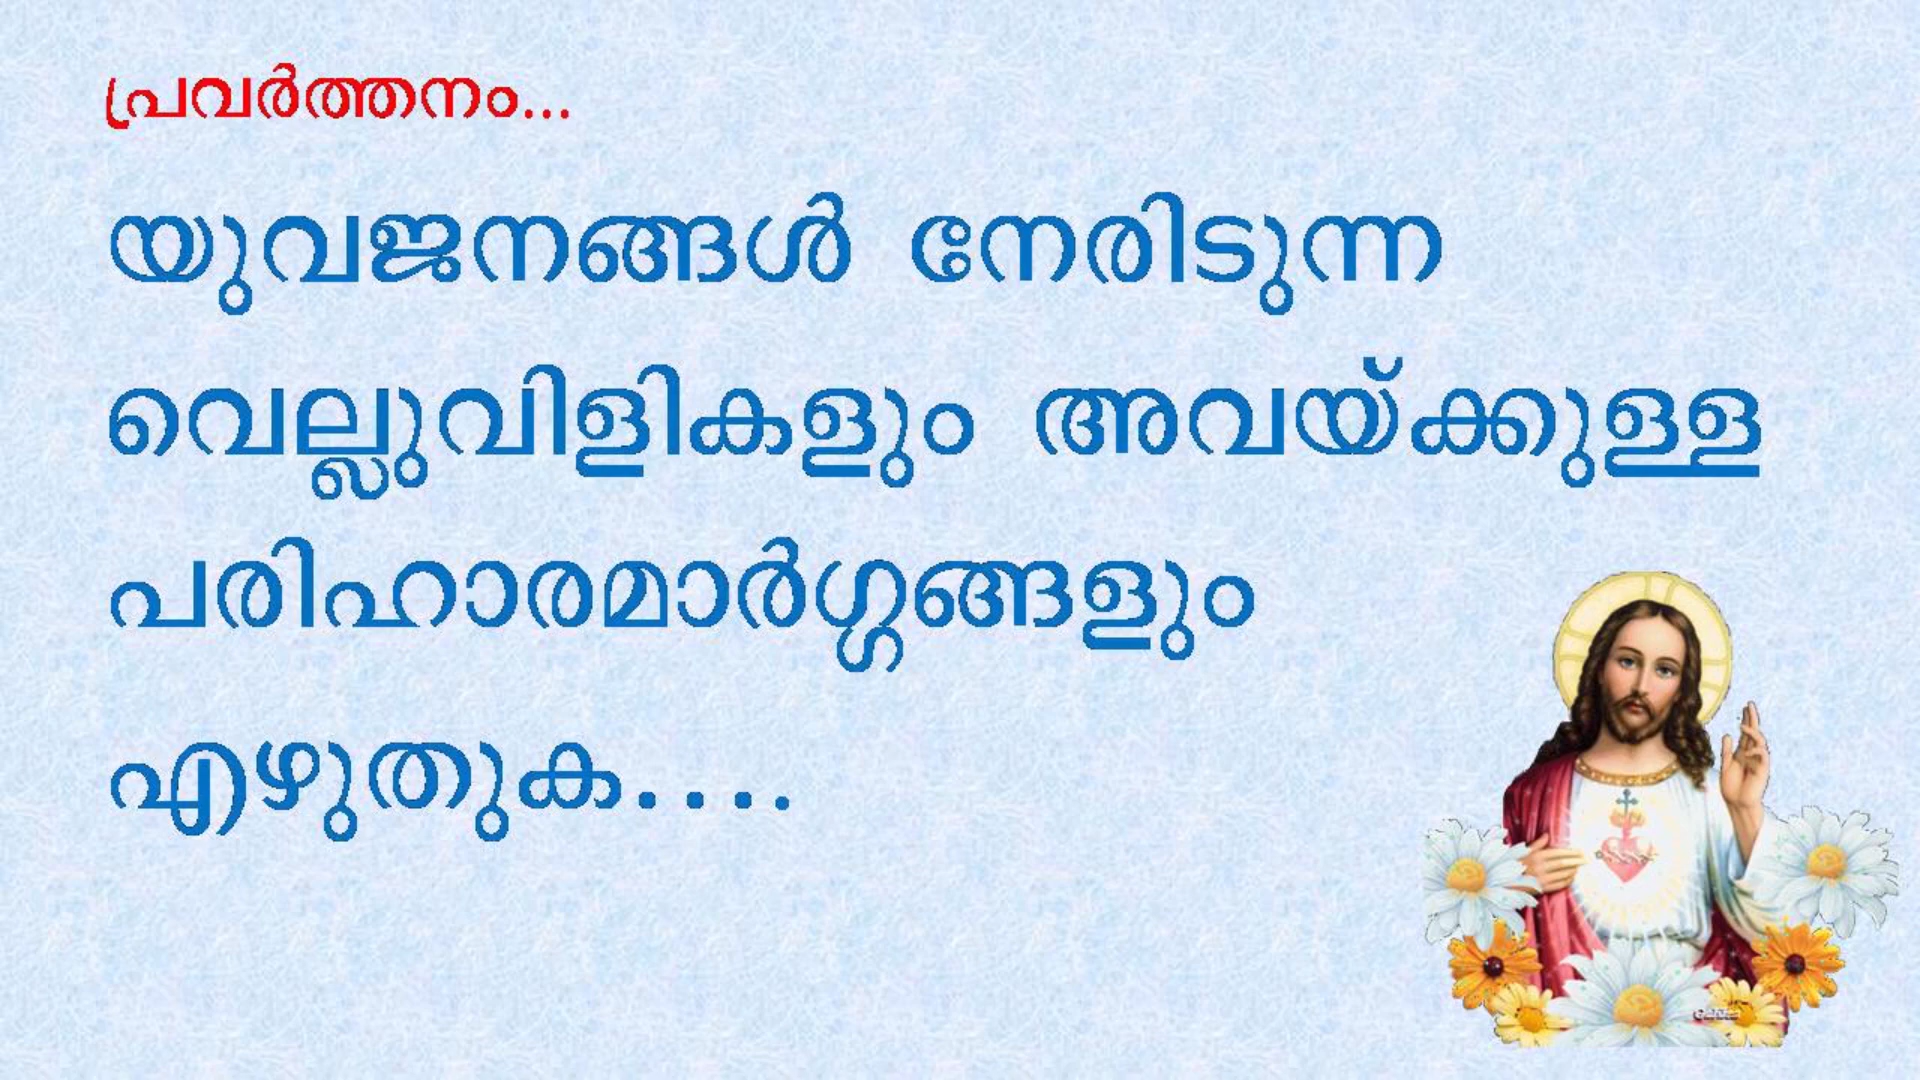 പ്രവർത്തനം...
യുവജനങ്ങൾ നേരിടുന്ന
വെല്ലുവിളികളും അവയ്ക്കുള്ള
പരിഹാരമാർഗ്ഗങ്ങളും
എഴുതുക....